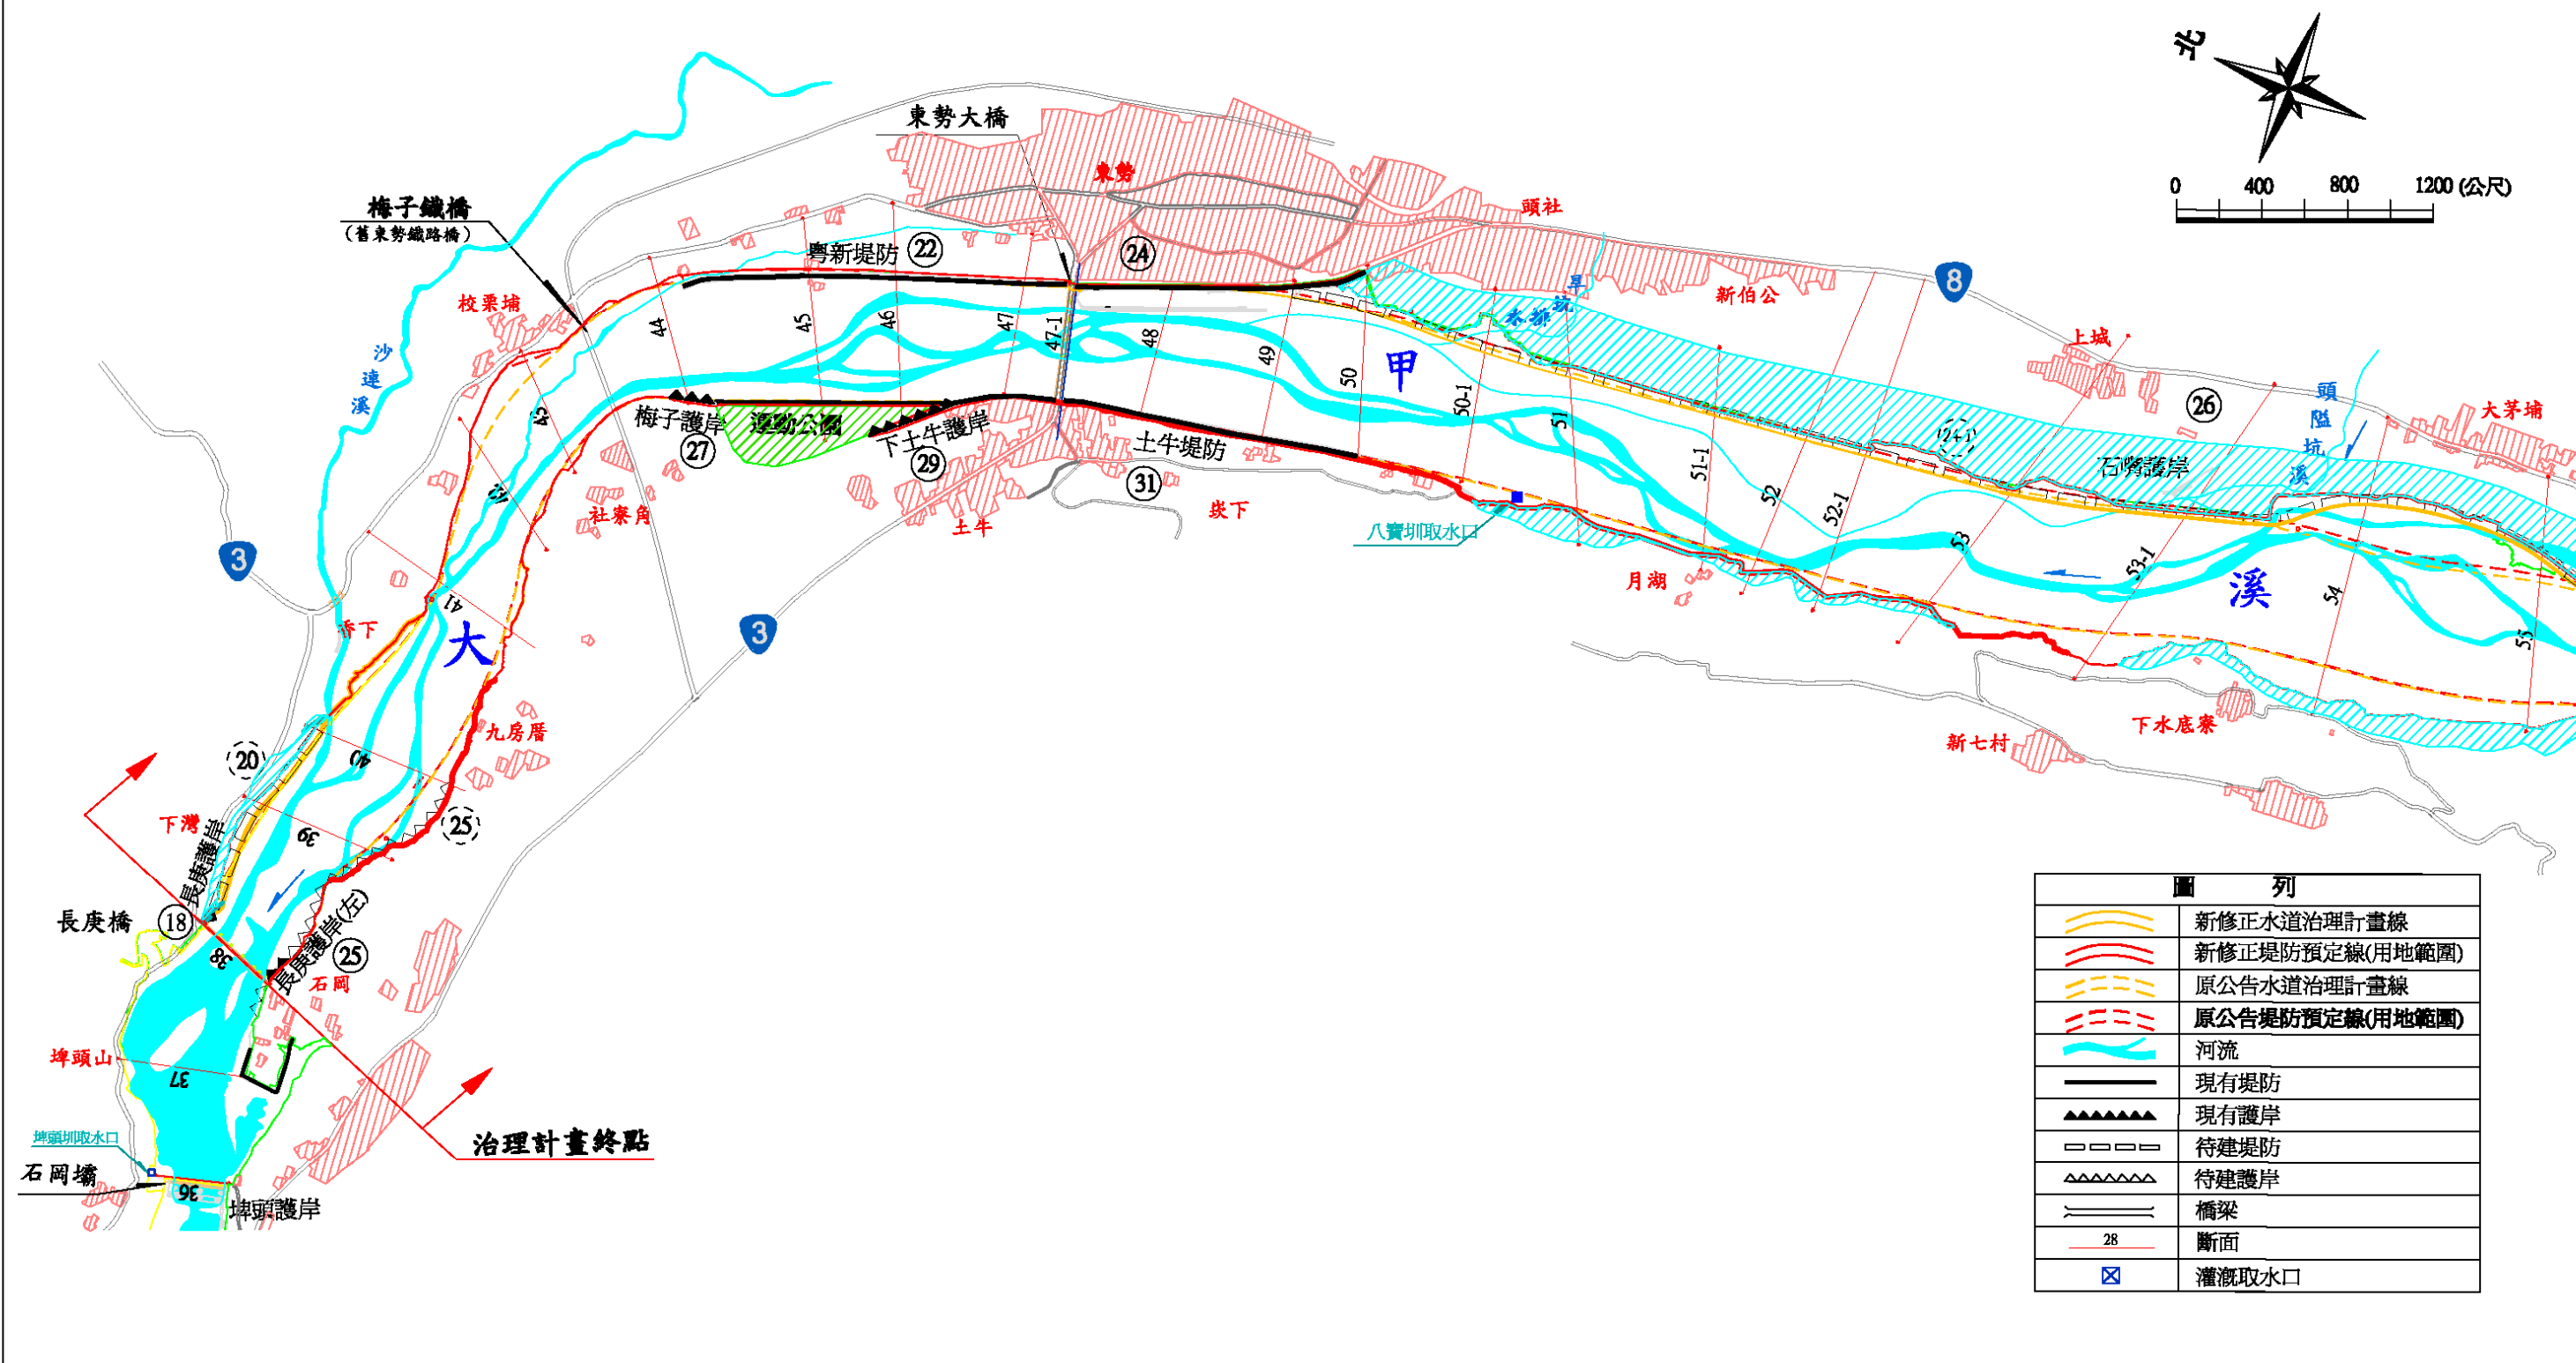 北
0 400 800 1200 (公尺)
東勢大橋
梅子鐵橋
(舊東勢鐵路橋)
東勢
頭社
粵新堤防 22
24
校栗埔
新伯公
8
沙連溪
44
45
46
47
47-1
48
49
50
50-1
51
51-1
52
52-1
53
53-1
54
55
甲
上城
26
頭隘坑溪
大茅埔
石嘴護岸
43
42
梅子護岸
27
運動公園
下土牛護岸
29
土牛堤防
31
崁下
土牛
社寮角
八寶圳取水口
月湖
溪
3
3
41
大
九房厝
下水底寮
新七村
20
40
25
下灣
39
長庚護岸
長庚橋
18
38
長庚護岸(左)
25
石岡
埤頭山
37
埤頭圳取水口
石岡壩
36
埤頭護岸
治理計畫終點
圖 列
新修正水道治理計畫線
新修正堤防預定線(用地範圍)
原公告水道治理計畫線
原公告堤防預定線(用地範圍)
河流
現有堤防
現有護岸
待建堤防
待建護岸
橋梁
28 斷面
灌溉取水口